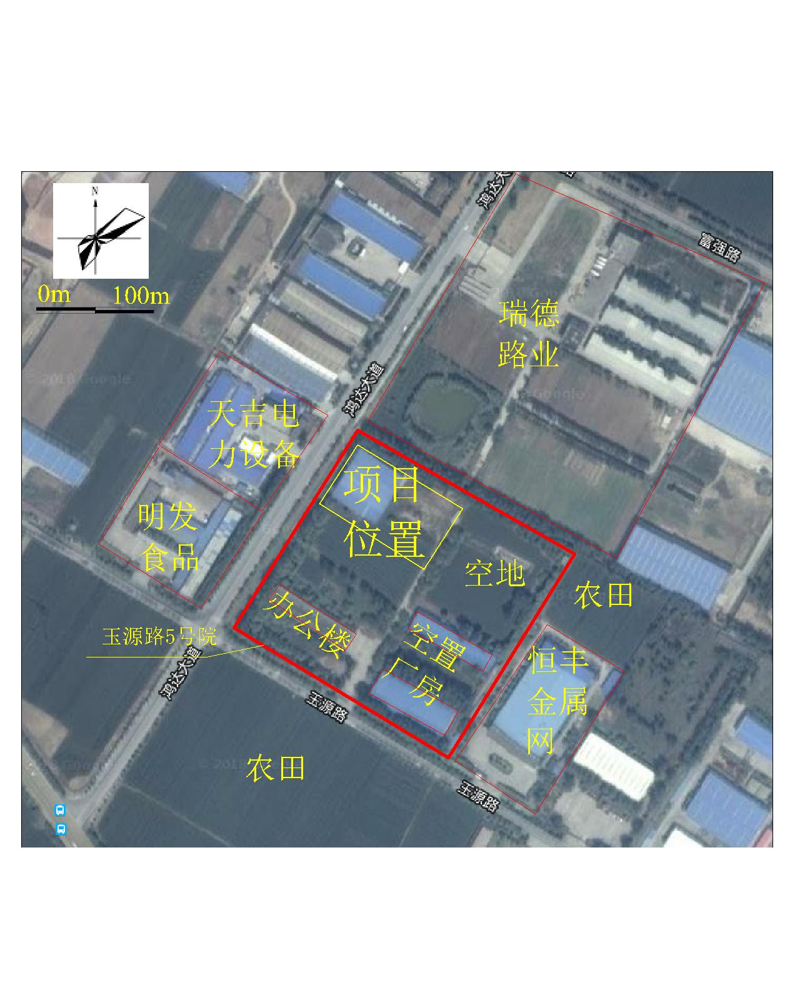 N
0m 100m
鸿达大
富强路
瑞德
路业
鸿达大道
天吉电
力设备
项目
位置
明发
食品
空地
农田
办公楼
空置
厂房
玉源路5号院
恒丰
金属
网
鸿达大道
玉源路
农田
玉源路